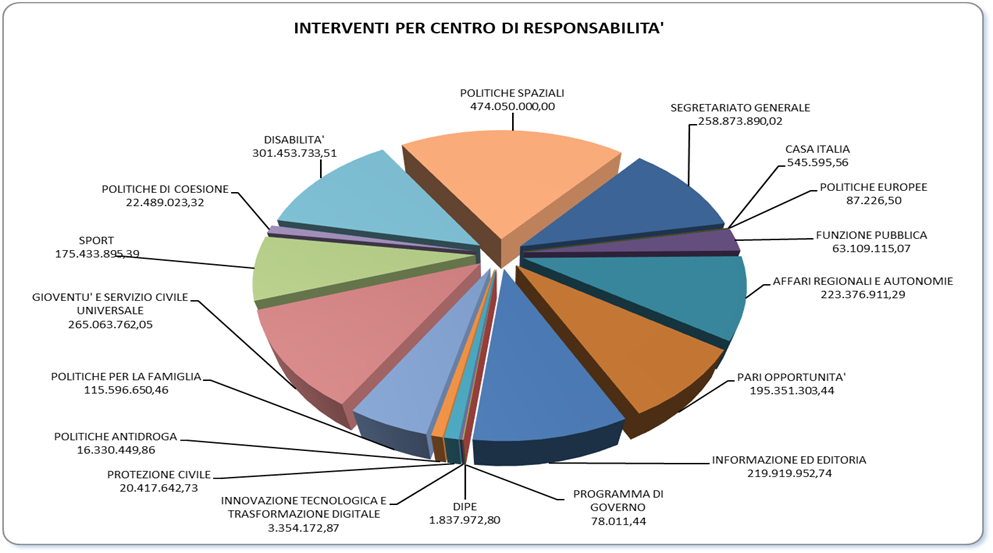 INTERVENTI PER CENTRO DI RESPONSABILITA'
POLITICHE SPAZIALI
474.050.000,00
SEGRETARIATO GENERALE
258.873.890,02
CASA ITALIA
545.595,56
POLITICHE EUROPEE
87.226,50
FUNZIONE PUBBLICA
63.109.115,07
AFFARI REGIONALI E AUTONOMIE
223.376.911,29
PARI OPPORTUNITA'
195.351.303,44
INFORMAZIONE ED EDITORIA
219.919.952,74
PROGRAMMA DI
GOVERNO
78.011,44
DIPE
1.837.972,80
INNOVAZIONE TECNOLOGICA E
TRASFORMAZIONE DIGITALE
3.354.172,87
PROTEZIONE CIVILE
20.417.642,73
POLITICHE ANTIDROGA
16.330.449,86
POLITICHE PER LA FAMIGLIA
115.596.650,46
GIOVENTU' E SERVIZIO CIVILE
UNIVERSALE
265.063.762,05
SPORT
175.433.895,39
POLITICHE DI COESIONE
22.489.023,32
DISABILITA'
301.453.733,51